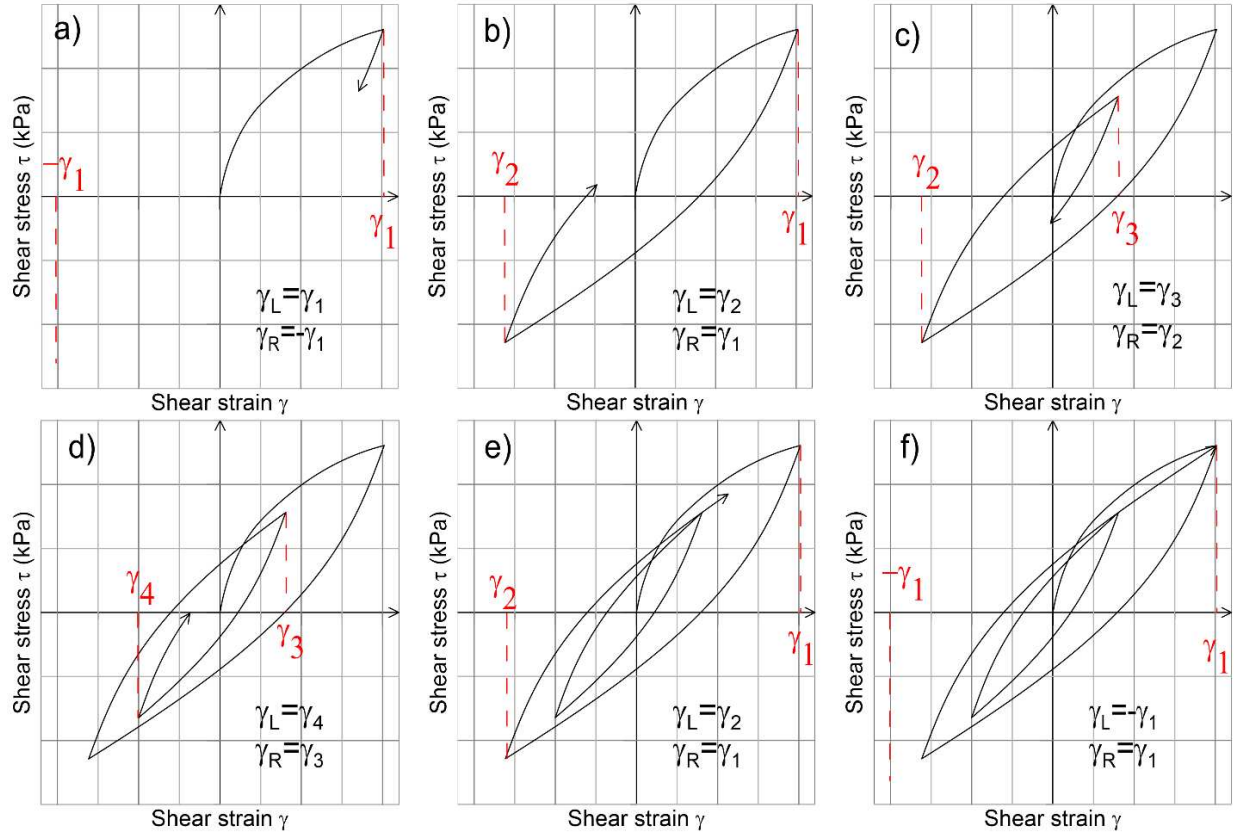 a)
Shear stress τ (kPa)
−γ1
γ1
γL=γ1
γR=-γ1
Shear strain γ
b)
Shear stress τ (kPa)
γ2
γ1
γL=γ2
γR=γ1
Shear strain γ
c)
Shear stress τ (kPa)
γ2
γ3
γL=γ3
γR=γ2
Shear strain γ
d)
Shear stress τ (kPa)
γ4
γ3
γL=γ4
γR=γ3
Shear strain γ
e)
Shear stress τ (kPa)
γ2
γ1
γL=γ2
γR=γ1
Shear strain γ
f)
Shear stress τ (kPa)
−γ1
γ1
γL=-γ1
γR=γ1
Shear strain γ